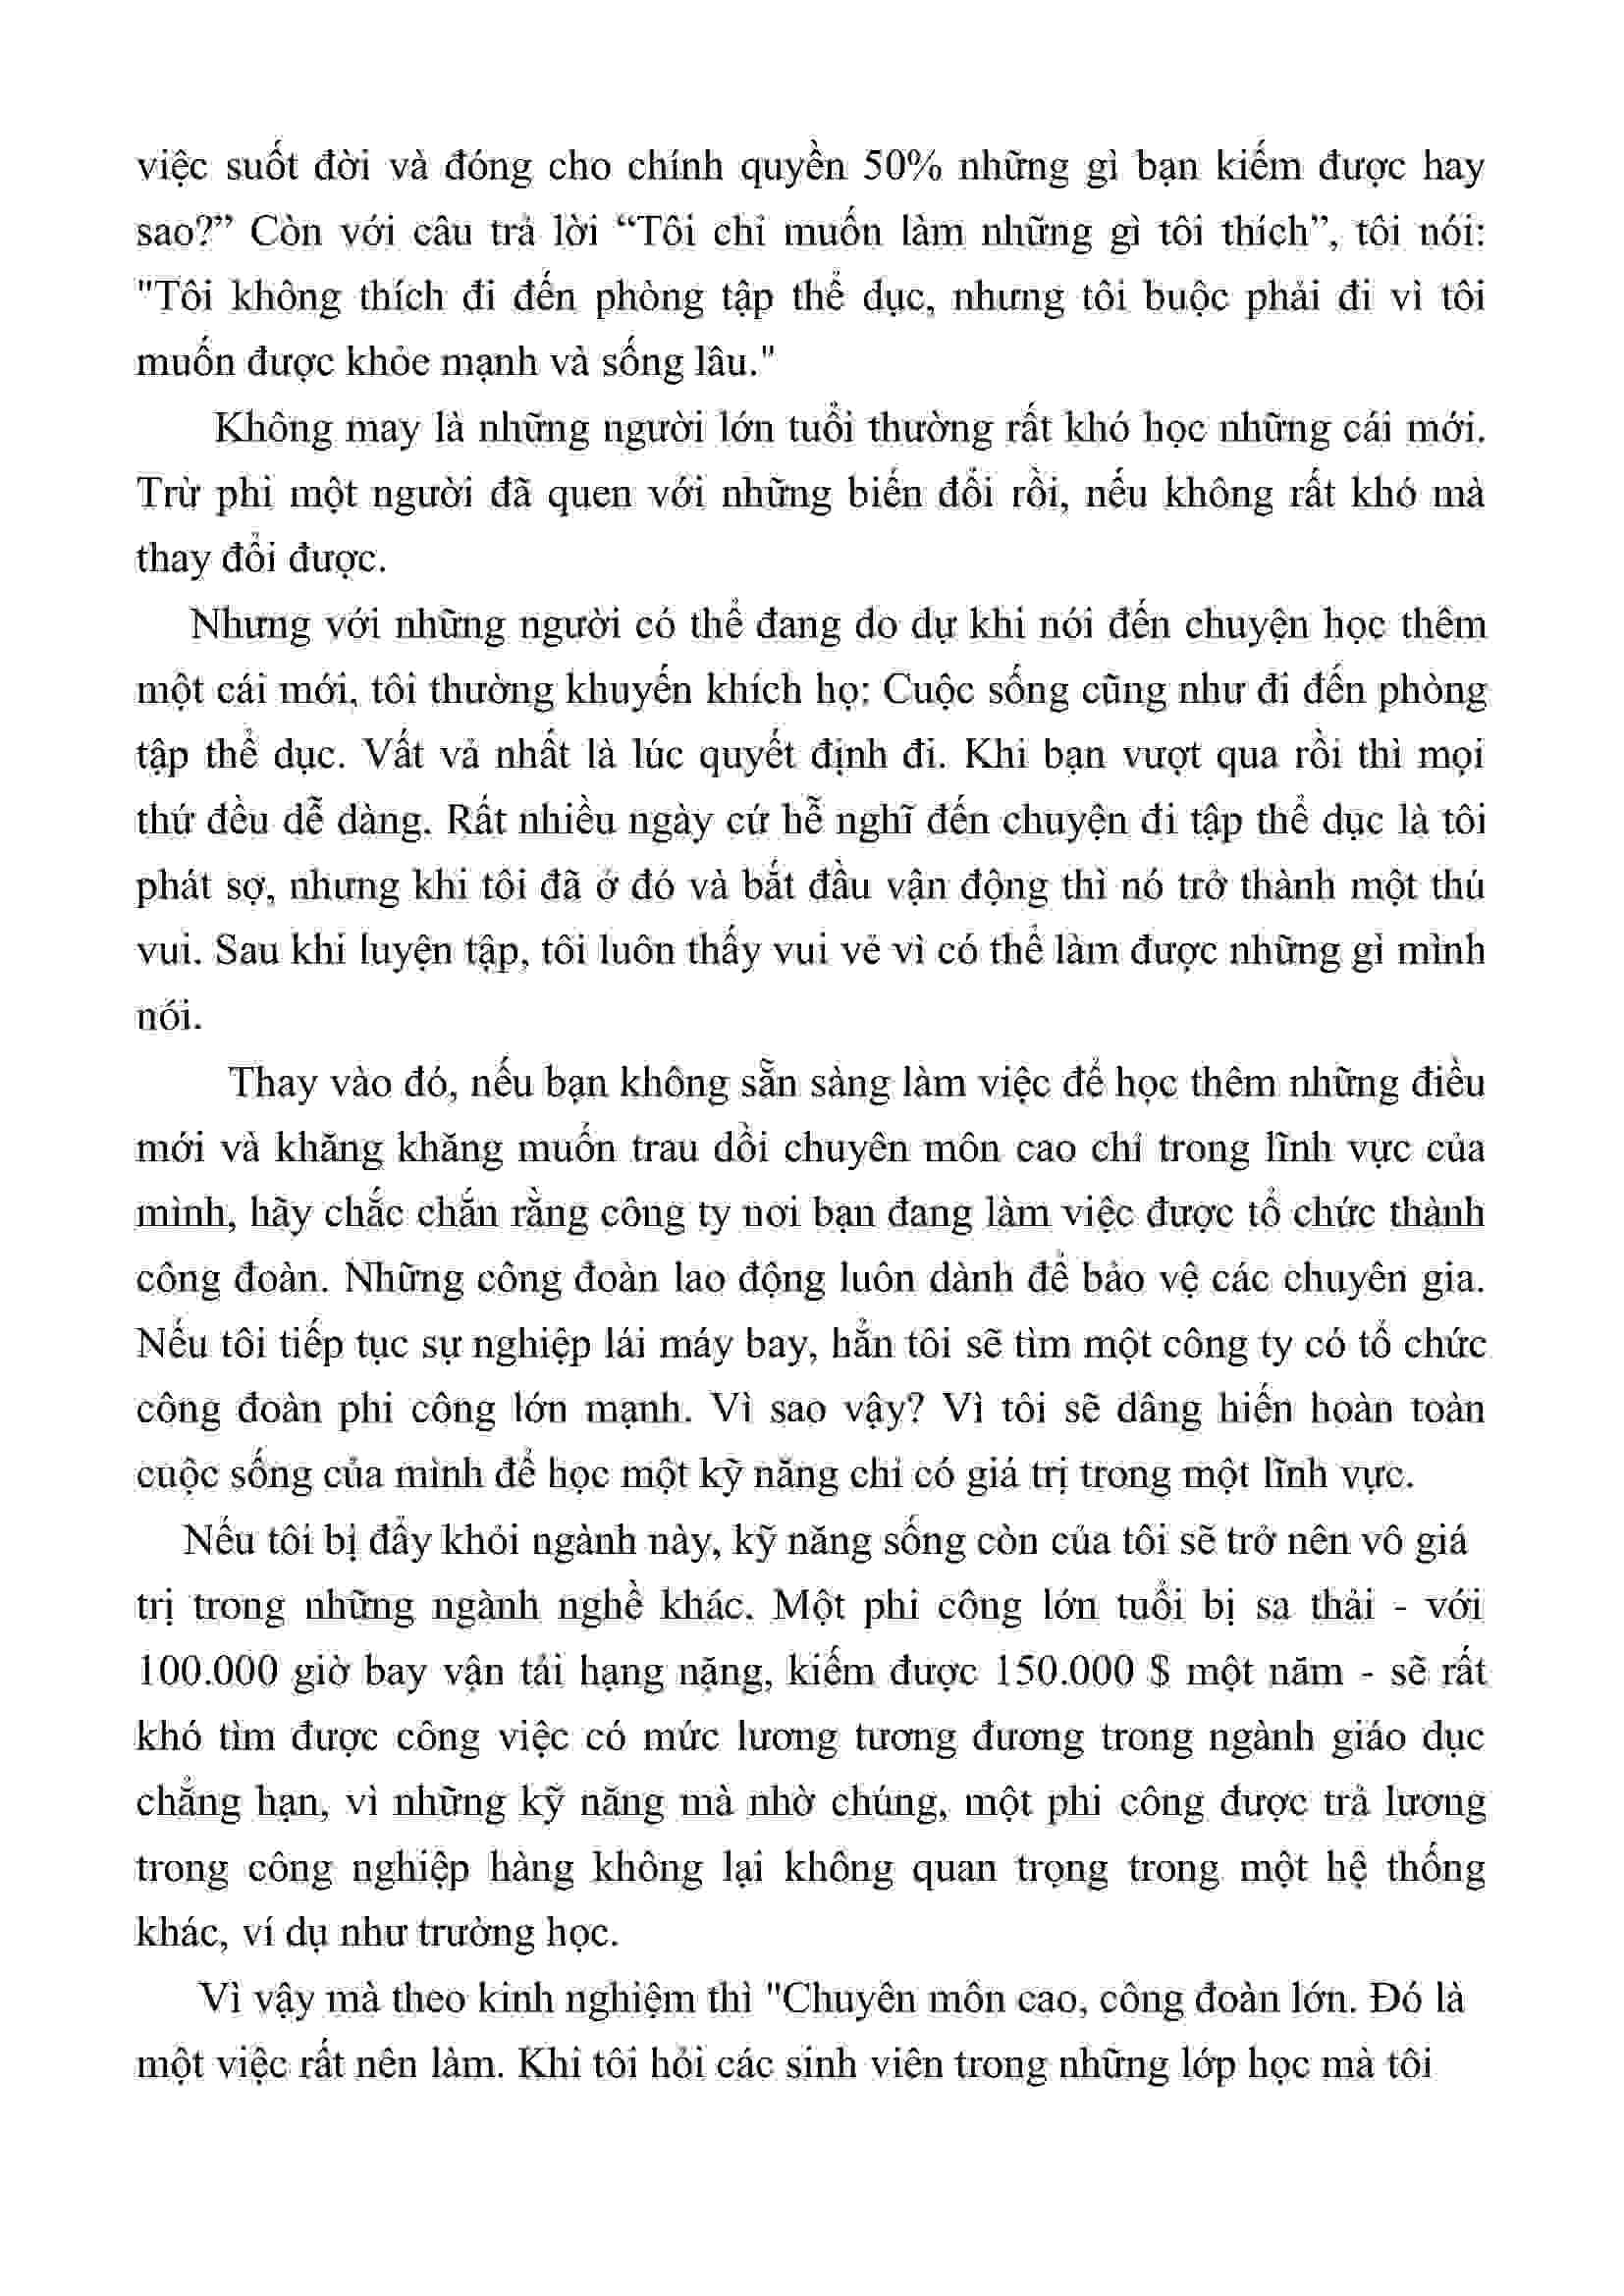 việc suốt đời và đóng cho chính quyền 50% những gì bạn kiếm được hay
sao?” Còn với câu trả lời “Tôi chỉ muốn làm những gì tôi thích”, tôi nói:
"Tôi không thích đi đến phòng tập thể dục, nhưng tôi buộc phải đi vì tôi
muốn được khỏe mạnh và sống lâu."
Không may là những người lớn tuổi thường rất khó học những cái mới.
Trừ phi một người đã quen với những biến đổi rồi, nếu không rất khó mà
thay đổi được.
Nhưng với những người có thể đang do dự khi nói đến chuyện học thêm
một cái mới, tôi thường khuyến khích họ: Cuộc sống cũng như đi đến phòng
tập thể dục. Vất vả nhất là lúc quyết định đi. Khi bạn vượt qua rồi thì mọi
thứ đều dễ dàng. Rất nhiều ngày cứ hễ nghĩ đến chuyện đi tập thể dục là tôi
phát sợ, nhưng khi tôi đã ở đó và bắt đầu vận động thì nó trở thành một thú
vui. Sau khi luyện tập, tôi luôn thấy vui vẻ vì có thể làm được những gì mình
nói.
Thay vào đó, nếu bạn không sẵn sàng làm việc để học thêm những điều
mới và khăng khăng muốn trau dồi chuyên môn cao chỉ trong lĩnh vực của
mình, hãy chắc chắn rằng công ty nơi bạn đang làm việc được tổ chức thành
công đoàn. Những công đoàn lao động luôn dành để bảo vệ các chuyên gia.
Nếu tôi tiếp tục sự nghiệp lái máy bay, hẳn tôi sẽ tìm một công ty có tổ chức
công đoàn phi công lớn mạnh. Vì sao vậy? Vì tôi sẽ dâng hiến hoàn toàn
cuộc sống của mình để học một kỹ năng chỉ có giá trị trong một lĩnh vực.
Nếu tôi bị đẩy khỏi ngành này, kỹ năng sống còn của tôi sẽ trở nên vô giá
trị trong những ngành nghề khác. Một phi công lớn tuổi bị sa thải - với
100.000 giờ bay vận tải hạng nặng, kiếm được 150.000 $ một năm - sẽ rất
khó tìm được công việc có mức lương tương đương trong ngành giáo dục
chẳng hạn, vì những kỹ năng mà nhờ chúng, một phi công được trả lương
trong công nghiệp hàng không lại không quan trọng trong một hệ thống
khác, ví dụ như trường học.
Vì vậy mà theo kinh nghiệm thì "Chuyên môn cao, công đoàn lớn. Đó là
một việc rất nên làm. Khi tôi hỏi các sinh viên trong những lớp học mà tôi